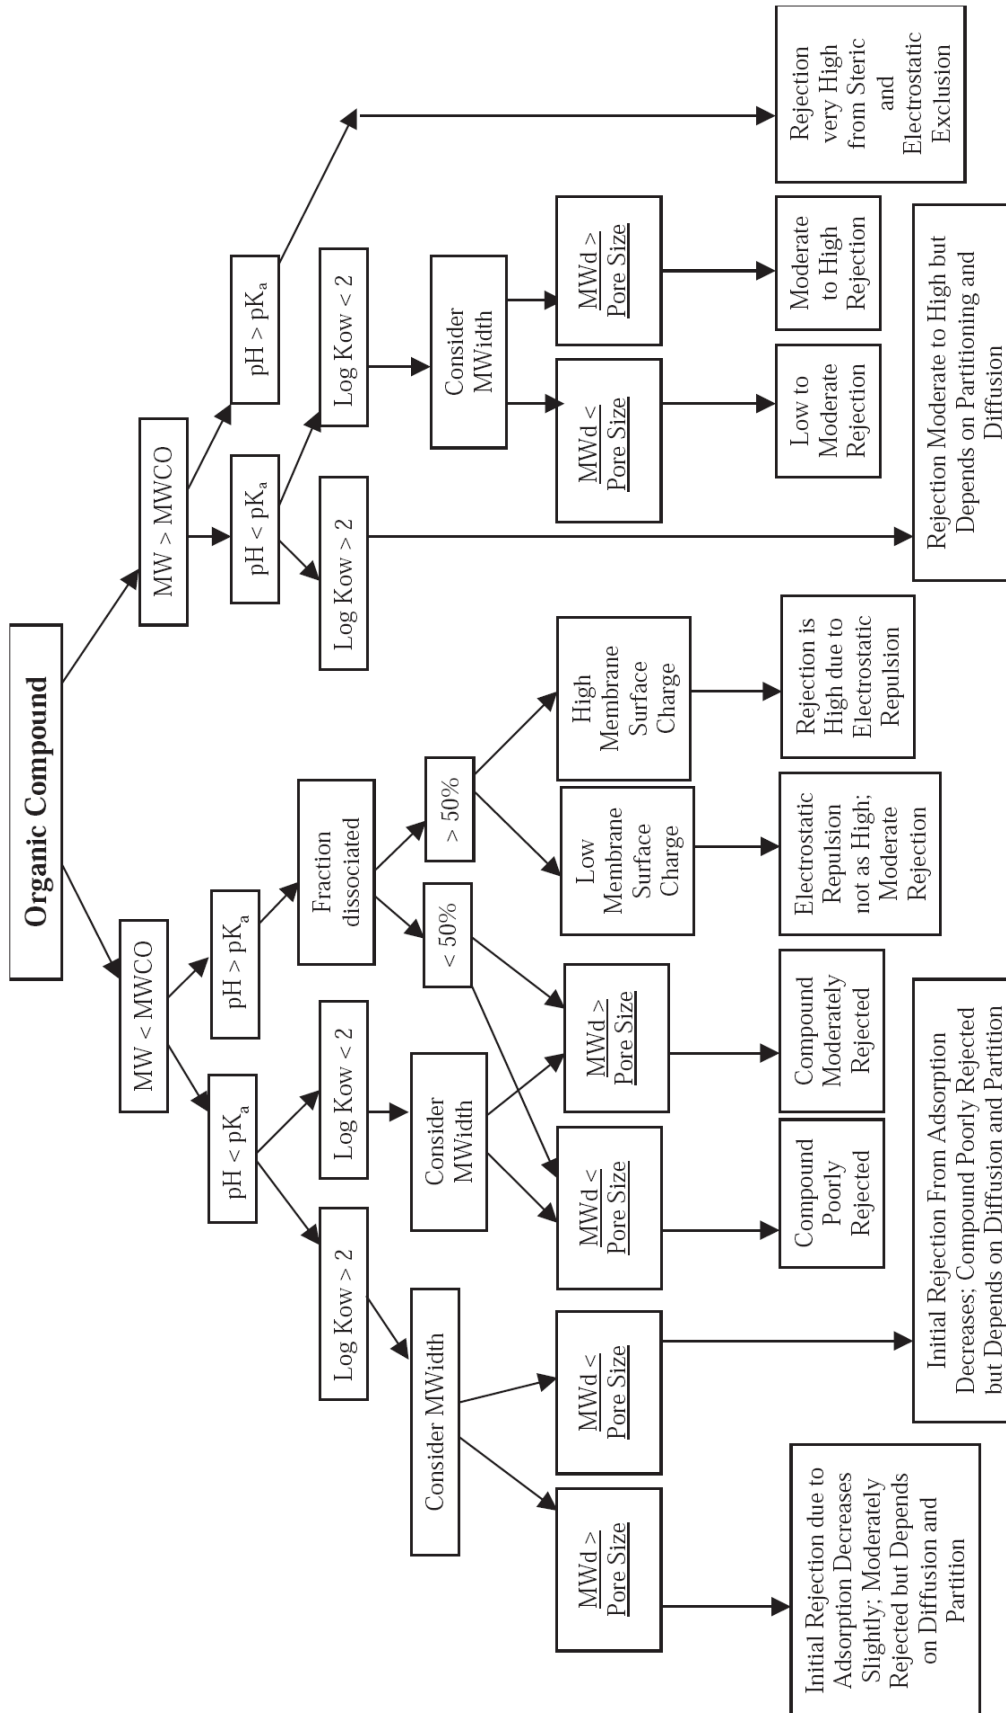 Organic Compound
MW < MWCO
MW > MWCO
pH < pKa
pH > pKa
pH < pKa
pH > pKa
Log Kow > 2
Log Kow < 2
Fraction
dissociated
Log Kow > 2
Log Kow < 2
Consider MWidth
Consider
MWidth
< 50%
> 50%
Consider
MWidth
MWd >
Pore Size
MWd <
Pore Size
MWd <
Pore Size
MWd >
Pore Size
Low
Membrane
Surface
Charge
High
Membrane
Surface
Charge
MWd <
Pore Size
MWd >
Pore Size
Initial Rejection due to
Adsorption Decreases
Slightly; Moderately
Rejected but Depends
on Diffusion and
Partition
Initial Rejection From Adsorption
Decreases; Compound Poorly Rejected
but Depends on Diffusion and Partition
Compound
Poorly
Rejected
Compound
Moderately
Rejected
Electrostatic
Repulsion
not as High;
Moderate
Rejection
Rejection is
High due to
Electrostatic
Repulsion
Rejection Moderate to High but
Depends on Partitioning and
Diffusion
Low to
Moderate
Rejection
Moderate
to High
Rejection
Rejection
very High
from Steric
and
Electrostatic
Exclusion